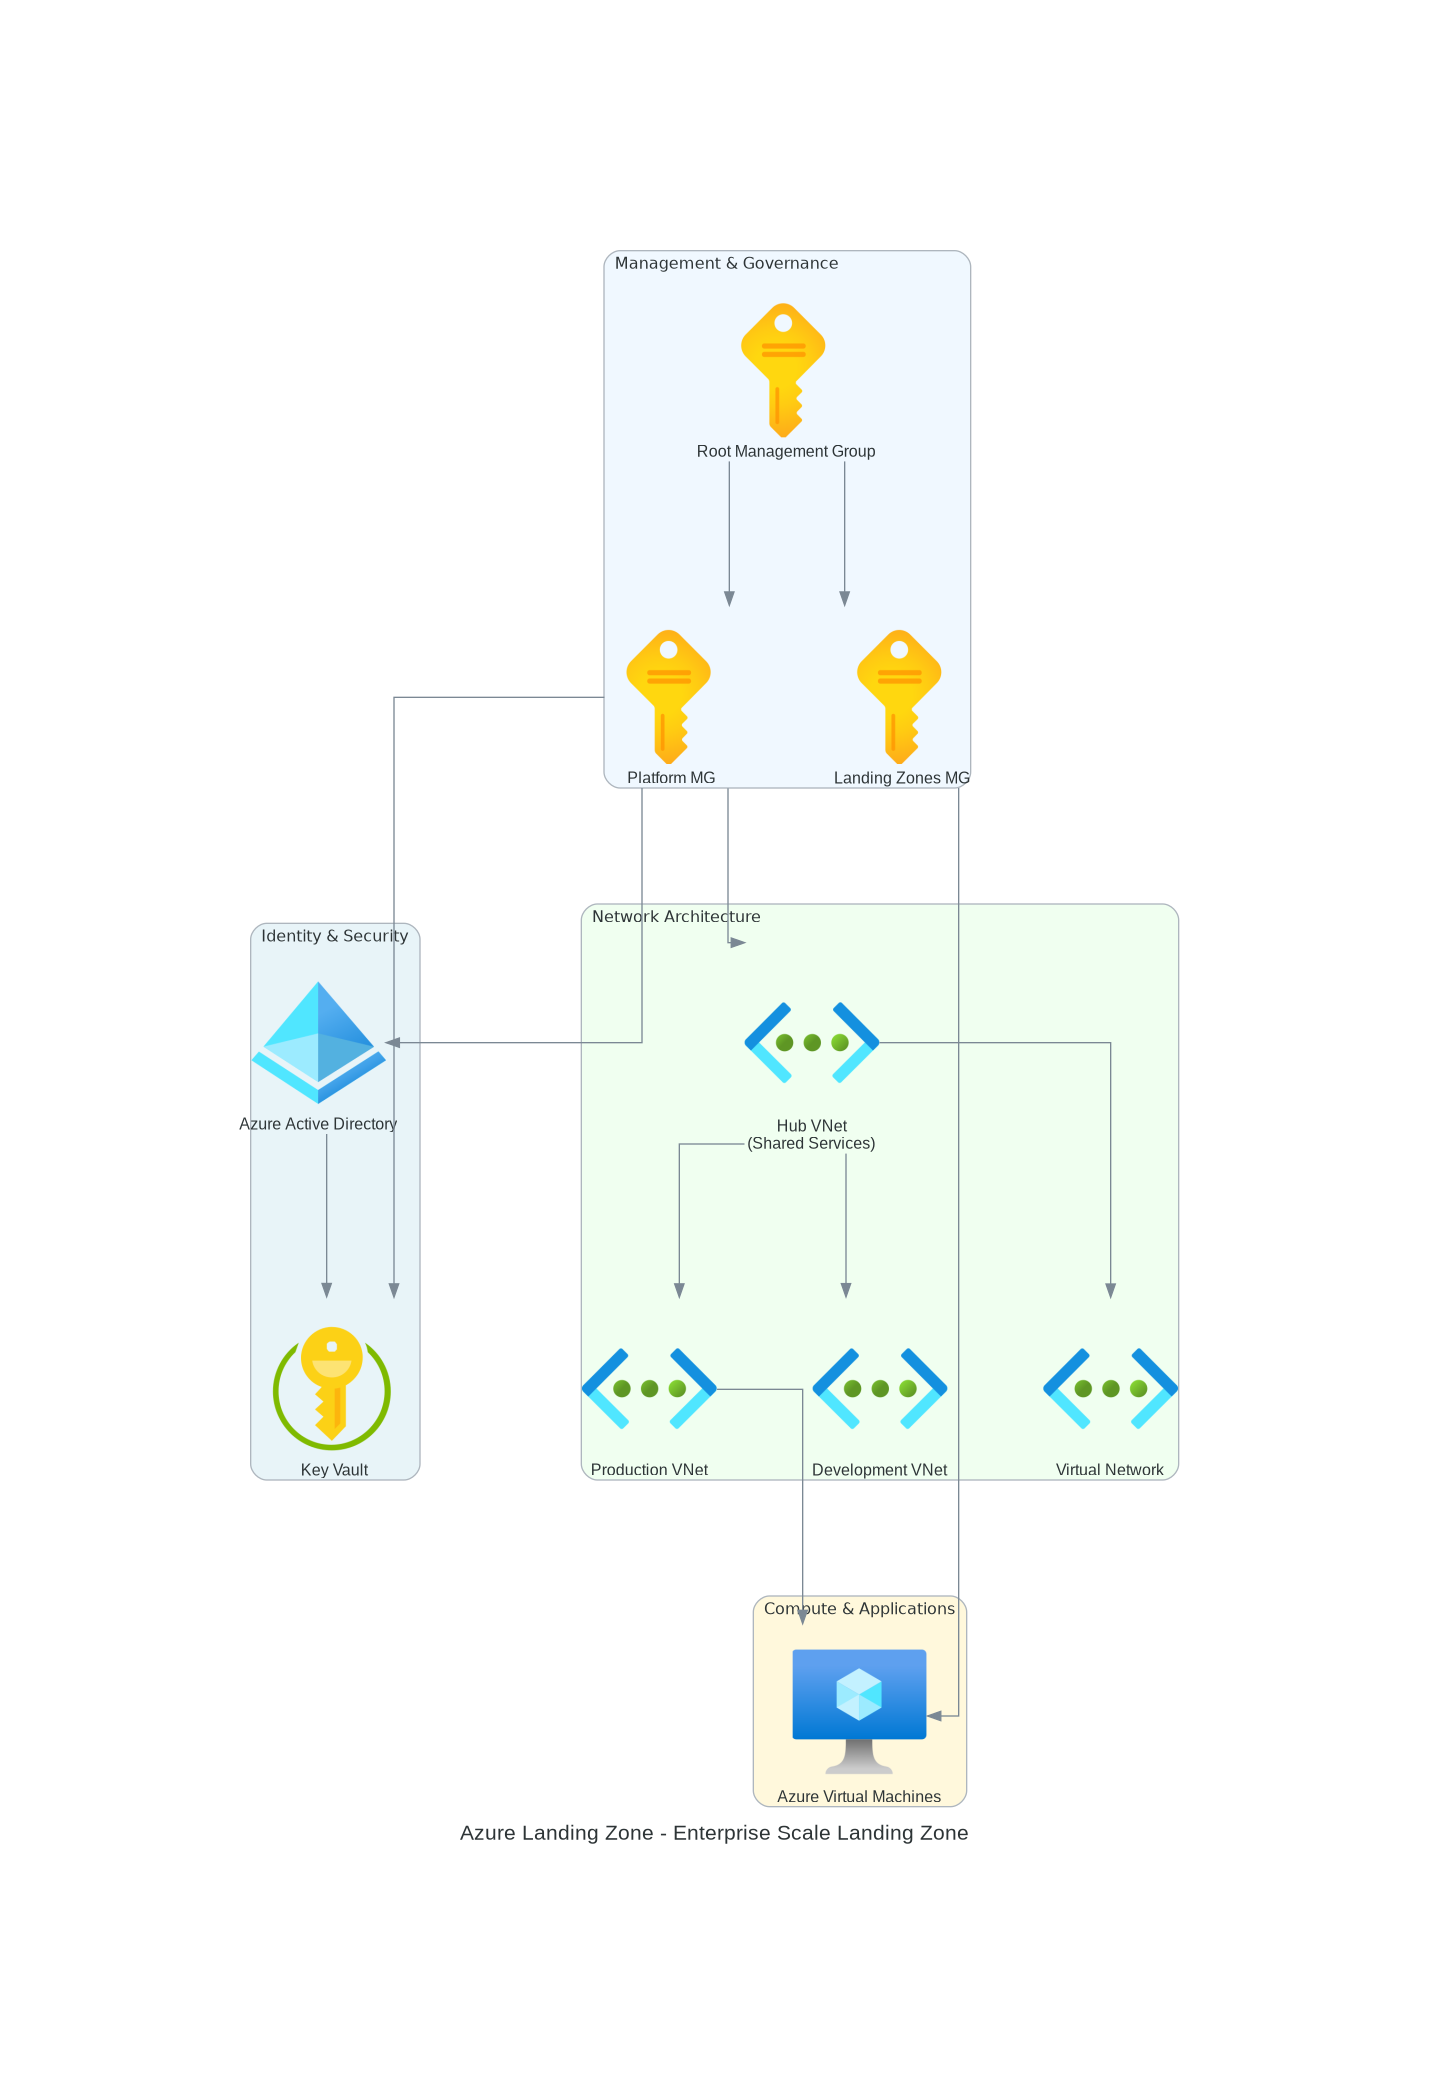 Management & Governance
Root Management Group
Platform MG
Landing Zones MG
Identity & Security
Azure Active Directory
Key Vault
Network Architecture
Hub VNet
(Shared Services)
Production VNet
Development VNet
Virtual Network
Compute & Applications
Azure Virtual Machines
Azure Landing Zone - Enterprise Scale Landing Zone